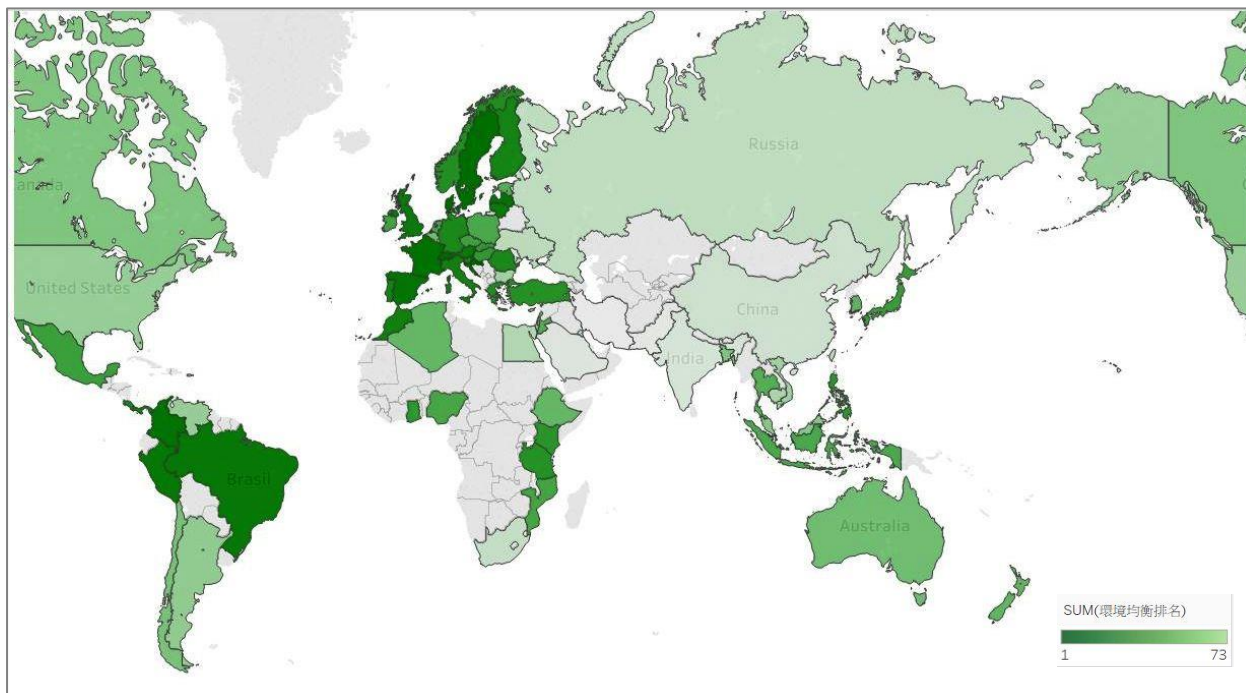 Russia
anada
United States
China
India
Brasil
Australia
SUM(環境均衡排名)
1
73